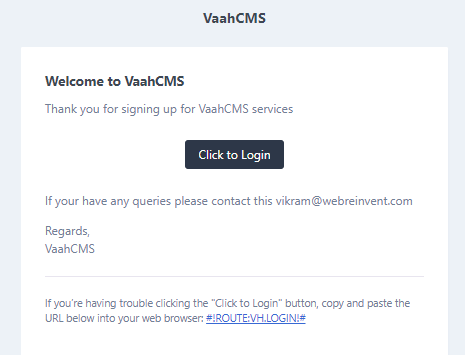 VaahCMS
Welcome to VaahCMS
Thank you for signing up for VaahCMS services
Click to Login
If your have any queries please contact this vikram@webreinvent.com
Regards,
VaahCMS
If you're having trouble clicking the "Click to Login" button, copy and paste the
URL below into your web browser: #!ROUTE:VH.LOGIN!#